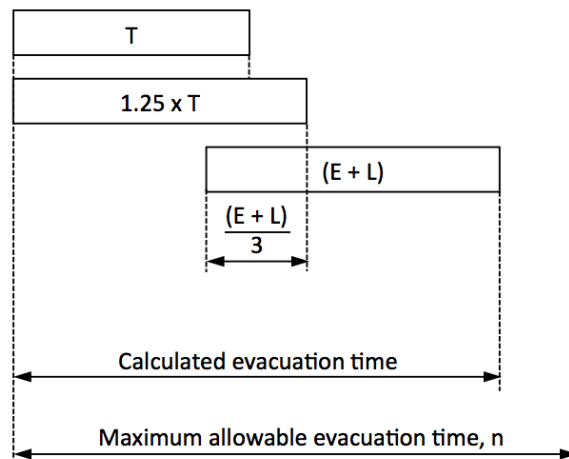 T
1.25 x T
(E + L)
(E + L)
3
Calculated evacuation time
Maximum allowable evacuation time, n